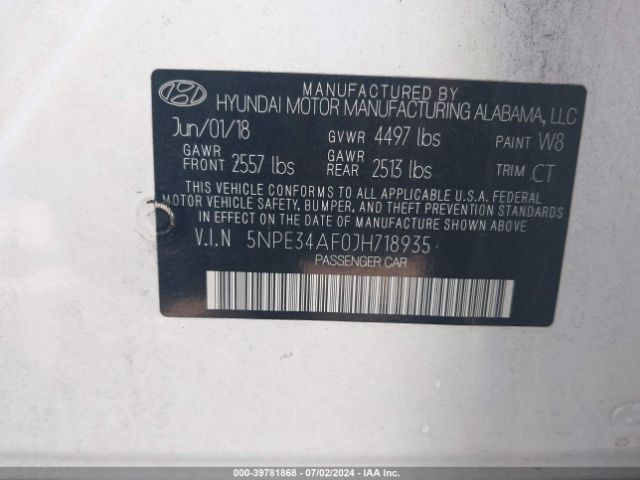 MANUFACTURED BY
HYUNDAI MOTOR MANUFACTURING ALABAMA, LLC
Jun/01/18 GVWR 4497 lbs PAINT W8
GAWR FRONT 2557 lbs GAWR REAR 2513 lbs TRIM CT
THIS VEHICLE CONFORMS TO ALL APPLICABLE U.S.A. FEDERAL
MOTOR VEHICLE SAFETY, BUMPER, AND THEFT PREVENTION STANDARDS
IN EFFECT ON THE DATE OF MANUFACTURE SHOWN ABOVE.
V.I.N 5NPE34AF0JH718935
PASSENGER CAR
000-39781868 - 07/02/2024 - IAA Inc.